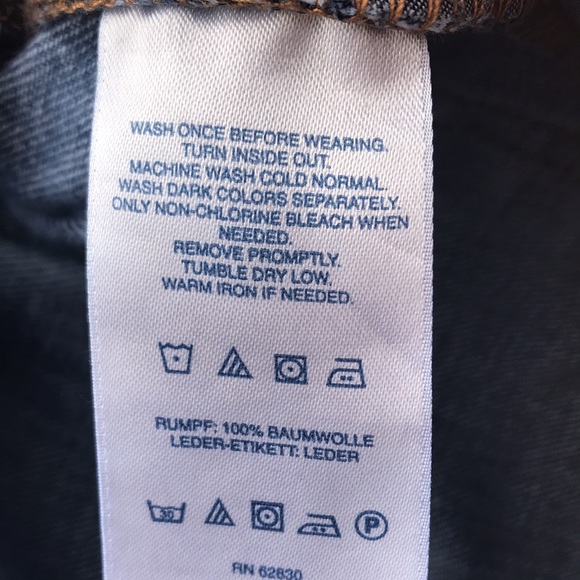 WASH ONCE BEFORE WEARING.
TURN INSIDE OUT.
MACHINE WASH COLD NORMAL.
WASH DARK COLORS SEPARATELY.
ONLY NON-CHLORINE BLEACH WHEN
NEEDED.
REMOVE PROMPTLY.
TUMBLE DRY LOW.
WARM IRON IF NEEDED.
RUMPF: 100% BAUMWOLLE
LEDER-ETIKETT: LEDER
30 P
RN 62830